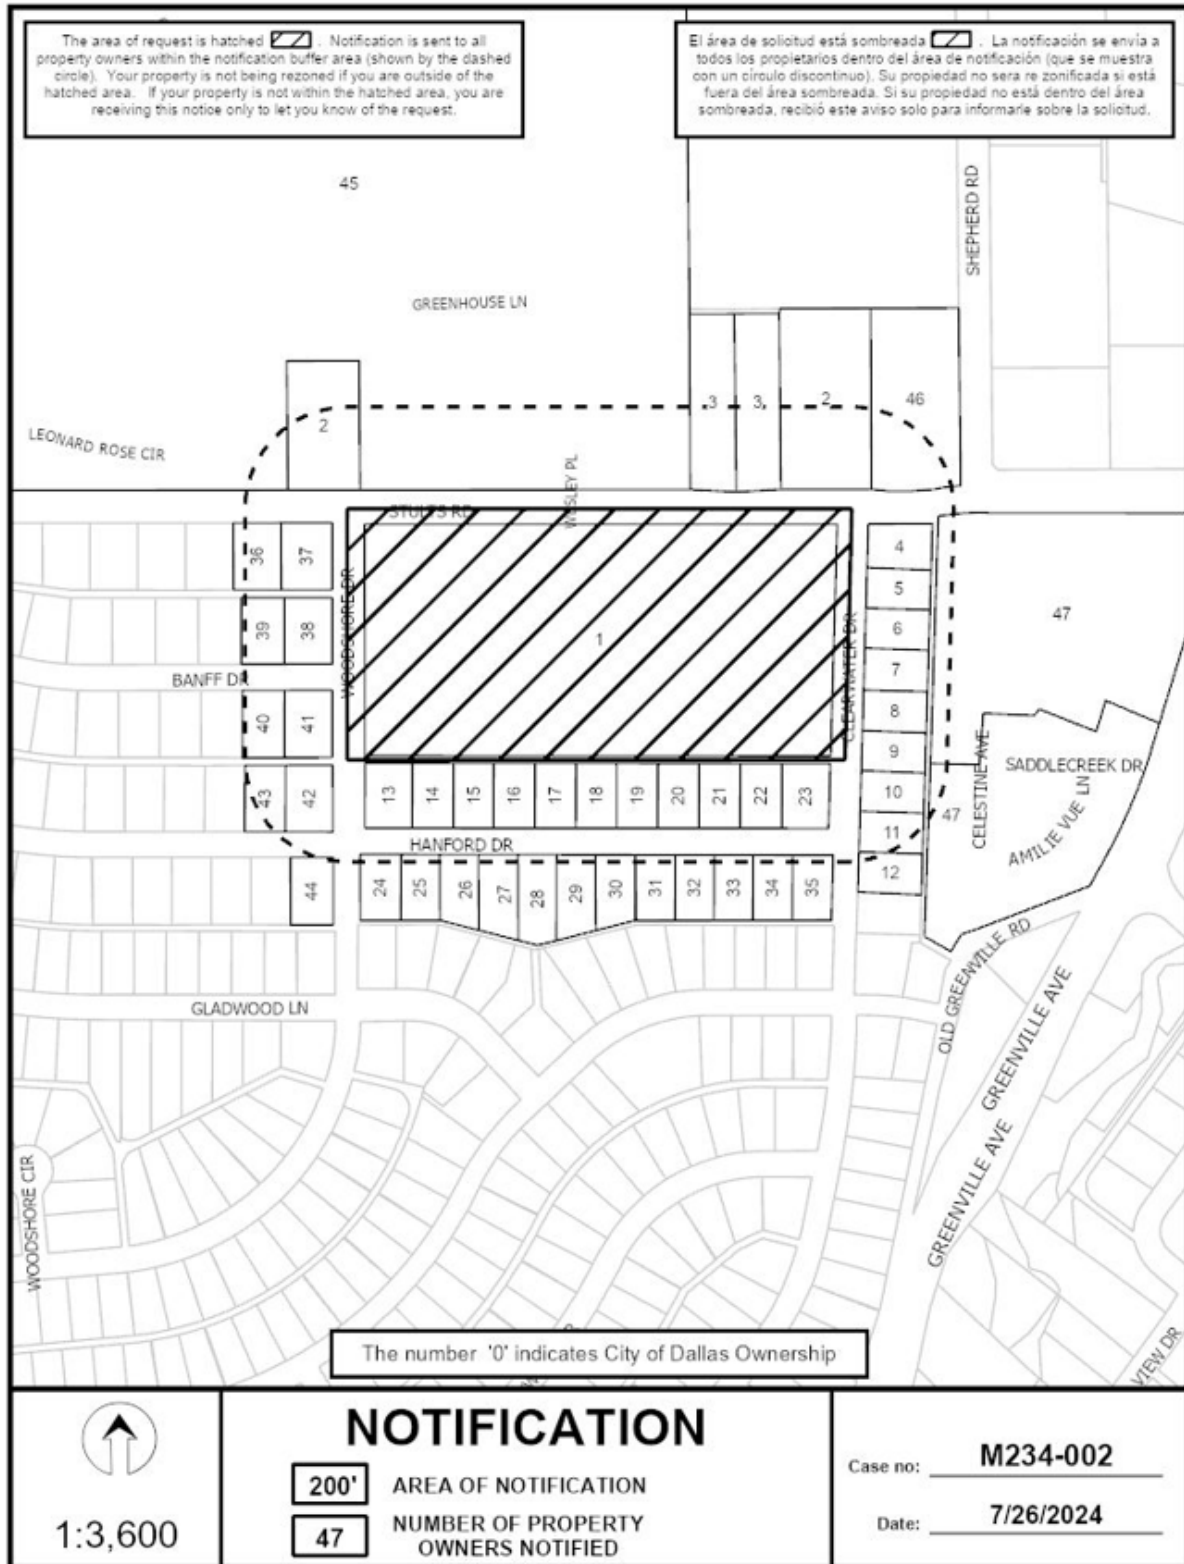 The area of request is hatched . Notification is sent to all
property owners within the notification buffer area (shown by the dashed
circle). Your property is not being rezoned if you are outside of the
hatched area. If your property is not within the hatched area, you are
receiving this notice only to let you know of the request.
El área de solicitud está sombreada . La notificación se envía a
todos los propietarios dentro del área de notificación (que se muestra
con un círculo discontinuo). Su propiedad no sera re zonificada si está
fuera del área sombreada. Si su propiedad no está dentro del área
sombreada, recibió este aviso solo para informarle sobre la solicitud.
45
SHEPHERD RD
GREENHOUSE LN
2
3
3
2
46
LEONARD ROSE CIR
WESLEY PL
STULTS RD
36
37
4
5
WOODSHORE DR
39
38
1
6
47
CLEARWATER DR
7
BANFF DR
40
41
8
9
CELESTINE AVE
SADDLECREEK DR
43
42
13
14
15
16
17
18
19
20
21
22
23
10
47
AMILIE VUE LN
11
HANFORD DR
12
44
24
25
26
27
28
29
30
31
32
33
34
35
OLD GREENVILLE RD
GLADWOOD LN
GREENVILLE AVE
GREENVILLE AVE
WOODSHORE CIR
VIEW DR
The number '0' indicates City of Dallas Ownership
1:3,600
NOTIFICATION
200' AREA OF NOTIFICATION
47 NUMBER OF PROPERTY
OWNERS NOTIFIED
Case no: M234-002
Date: 7/26/2024